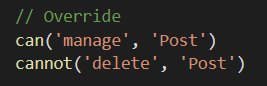 // Override
can('manage', 'Post')
cannot('delete', 'Post')